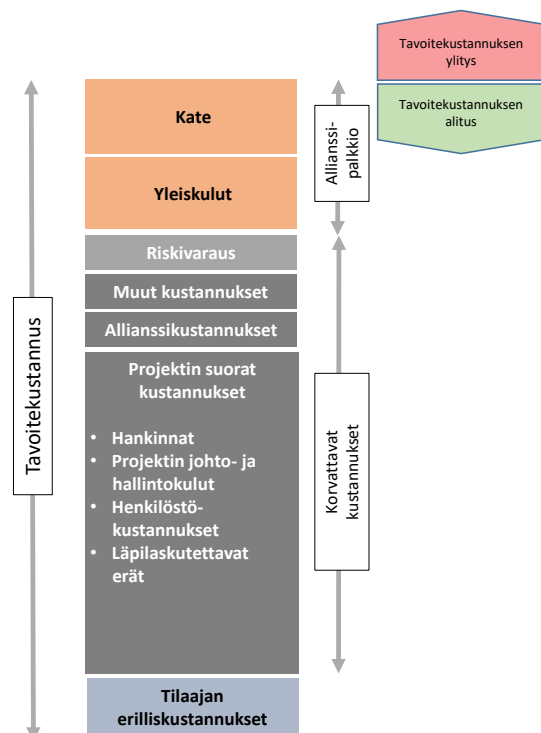 Tavoitekustannuksen
ylitys
Tavoitekustannuksen
alitus
Kate
Yleiskulut
Allianssi-
palkkio
Riskivaraus
Muut kustannukset
Allianssikustannukset
Projektin suorat
kustannukset
• Hankinnat
• Projektin johto- ja
hallintokulut
• Henkilöstö-
kustannukset
• Läpilaskutettavat
erät
Tavoitekustannus
Korvattavat
kustannukset
Tilaajan
erilliskustannukset